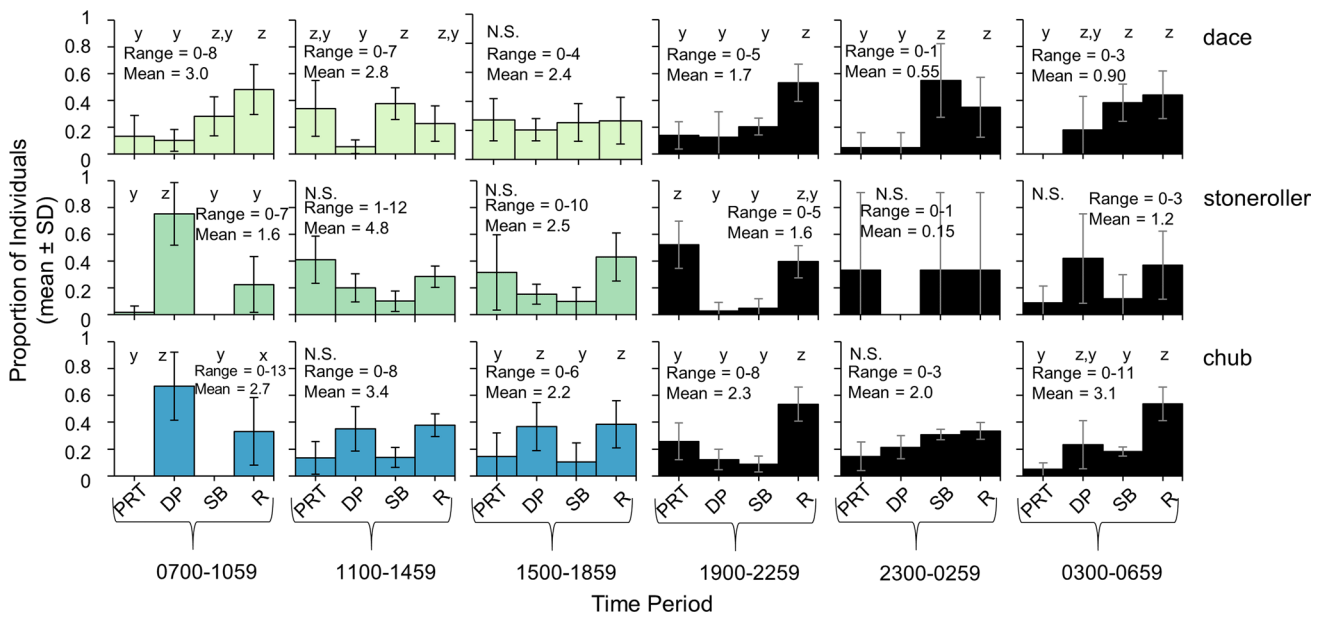 1 y y z,y z z,y y z z,y N.S. y y y z y y z z y z,y z z dace
Range = 0-8 Range = 0-7 Range = 0-4 Range = 0-5 Range = 0-1 Range = 0-3
Mean = 3.0 Mean = 2.8 Mean = 2.4 Mean = 1.7 Mean = 0.55 Mean = 0.90
0.8
0.6
0.4
0.2
0
1 y z y y N.S. N.S. z y y z,y N.S. N.S. stoneroller
Range = 0-7 Range = 1-12 Range = 0-10 Range = 0-5 Range = 0-1 Range = 0-3
Mean = 1.6 Mean = 4.8 Mean = 2.5 Mean = 1.6 Mean = 0.15 Mean = 1.2
0.8
0.6
0.4
0.2
0
1 y z y x N.S. y z y z y y y z N.S. y z,y y z chub
Range = 0-13 Range = 0-8 Range = 0-6 Range = 0-8 Range = 0-3 Range = 0-11
Mean = 2.7 Mean = 3.4 Mean = 2.2 Mean = 2.3 Mean = 2.0 Mean = 3.1
0.8
0.6
0.4
0.2
0
Proportion of Individuals
(mean ± SD)
PRT DP SB R PRT DP SB R PRT DP SB R PRT DP SB R PRT DP SB R PRT DP SB R
0700-1059 1100-1459 1500-1859 1900-2259 2300-0259 0300-0659
Time Period